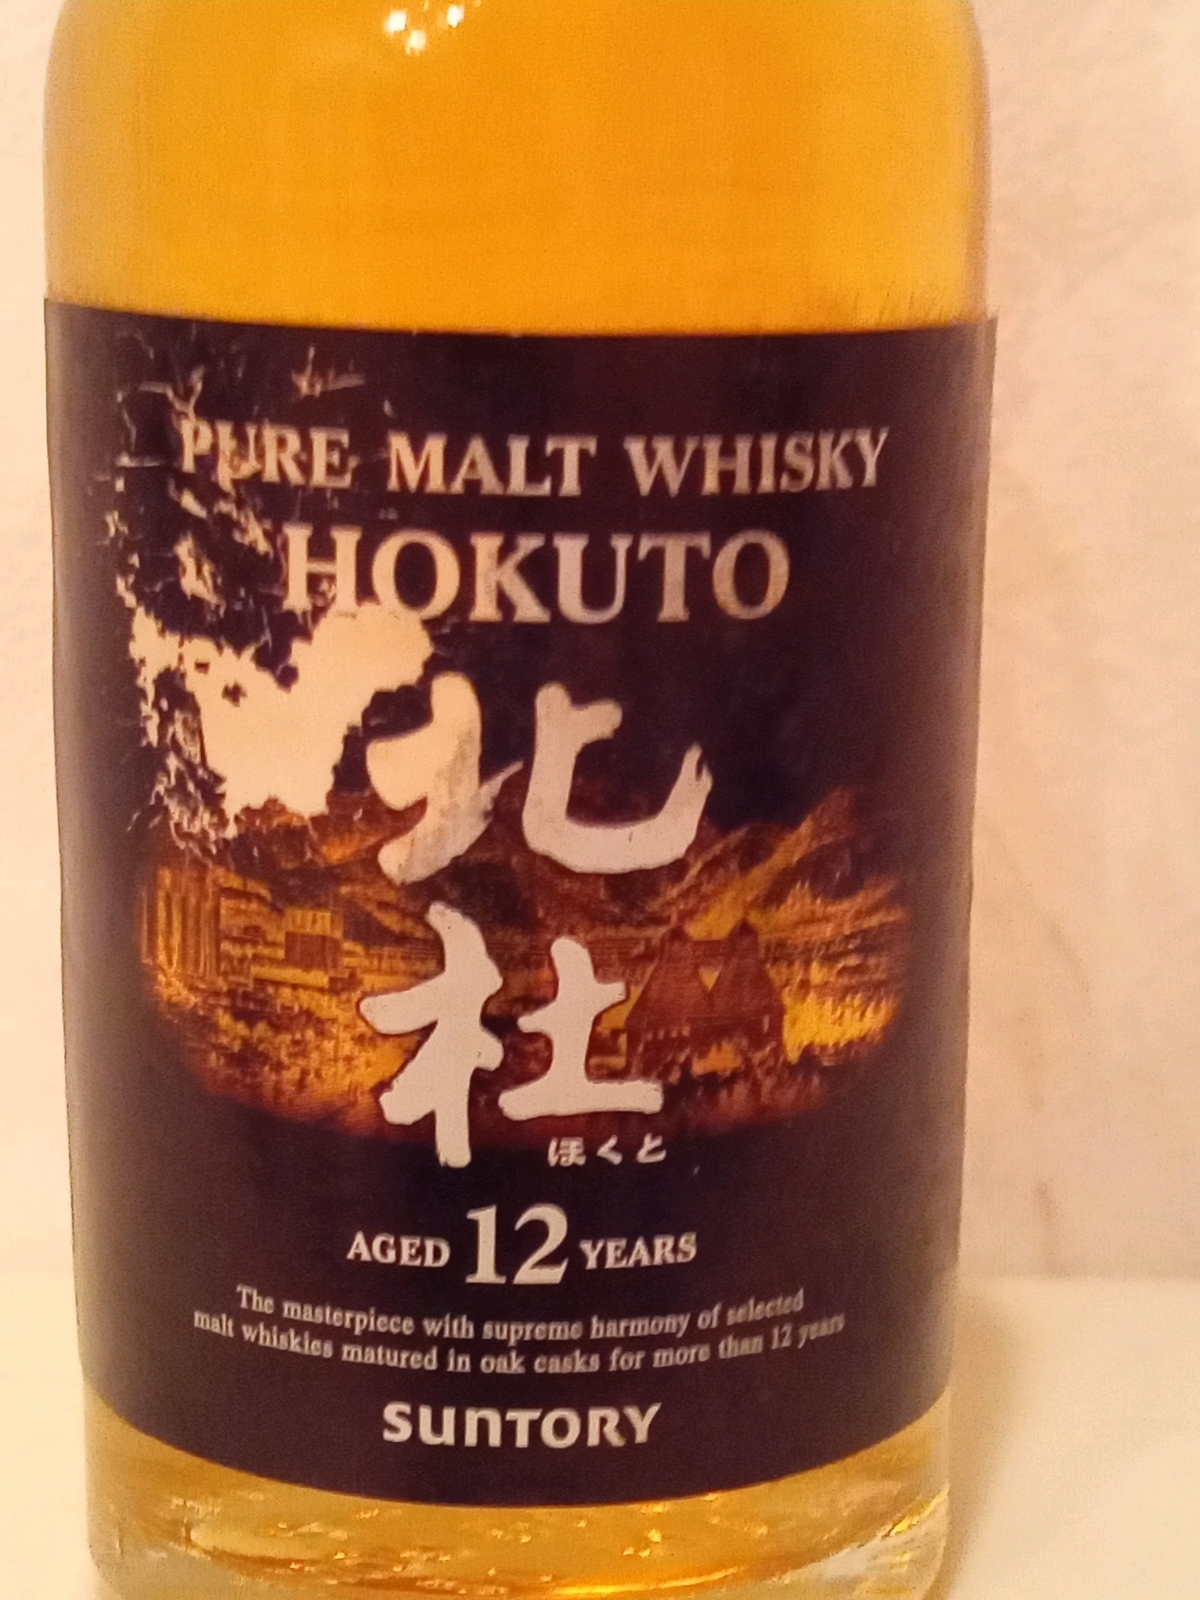 PURE MALT WHISKY
HOKUTO
北
杜
ほくと
AGED 12 YEARS
The masterpiece with supreme harmony of selected
malt whiskies matured in oak casks for more than 12 years
SUNTORY